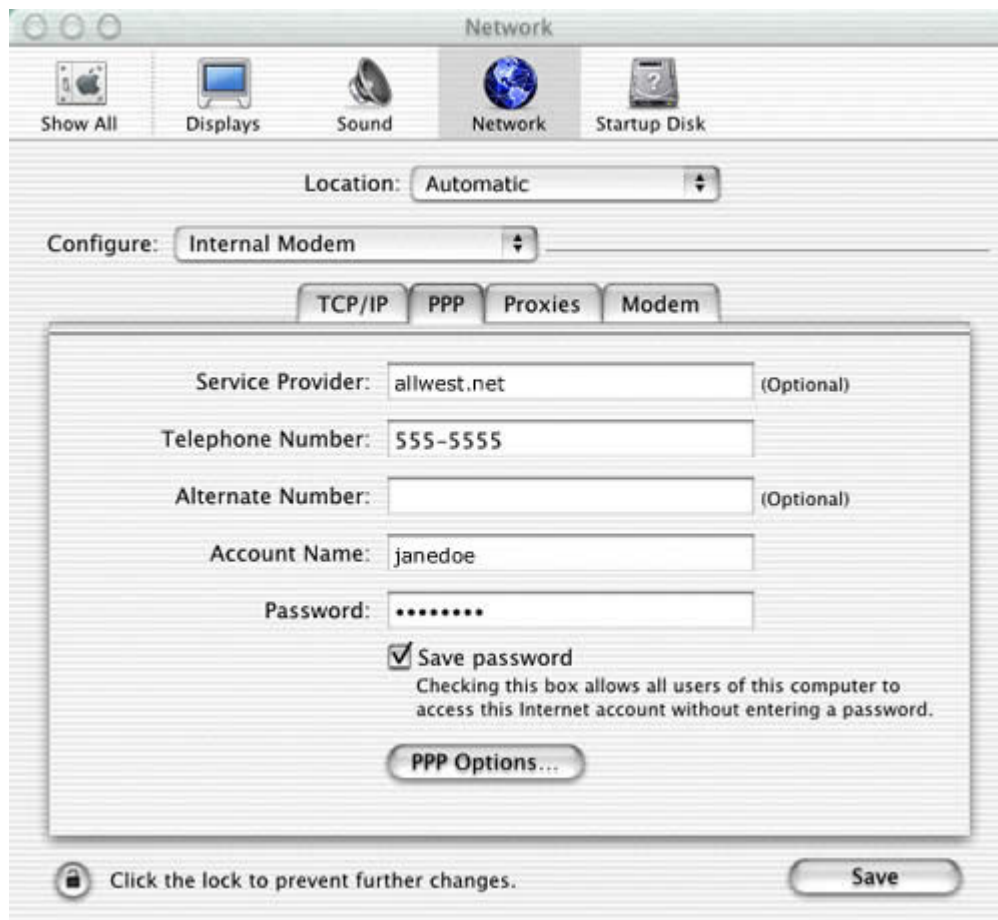 Network
Show All
Displays
Sound
Network
Startup Disk
Location: Automatic
Configure: Internal Modem
TCP/IP
PPP
Proxies
Modem
Service Provider: allwest.net (Optional)
Telephone Number: 555-5555
Alternate Number: (Optional)
Account Name: janedoe
Password: ••••••••
Save password
Checking this box allows all users of this computer to
access this Internet account without entering a password.
PPP Options...
Click the lock to prevent further changes.
Save